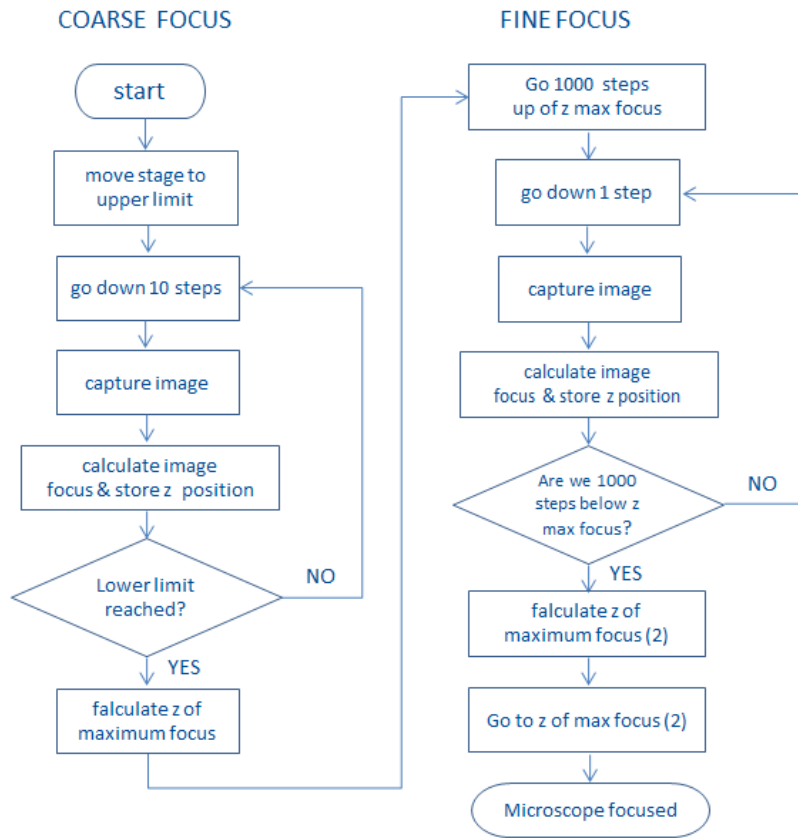 COARSE FOCUS
start
move stage to
upper limit
go down 10 steps
capture image
calculate image
focus & store z position
Lower limit
reached?
NO
YES
falculate z of
maximum focus
FINE FOCUS
Go 1000 steps
up of z max focus
go down 1 step
capture image
calculate image
focus & store z position
Are we 1000
steps below z
max focus?
NO
YES
falculate z of
maximum focus (2)
Go to z of max focus (2)
Microscope focused